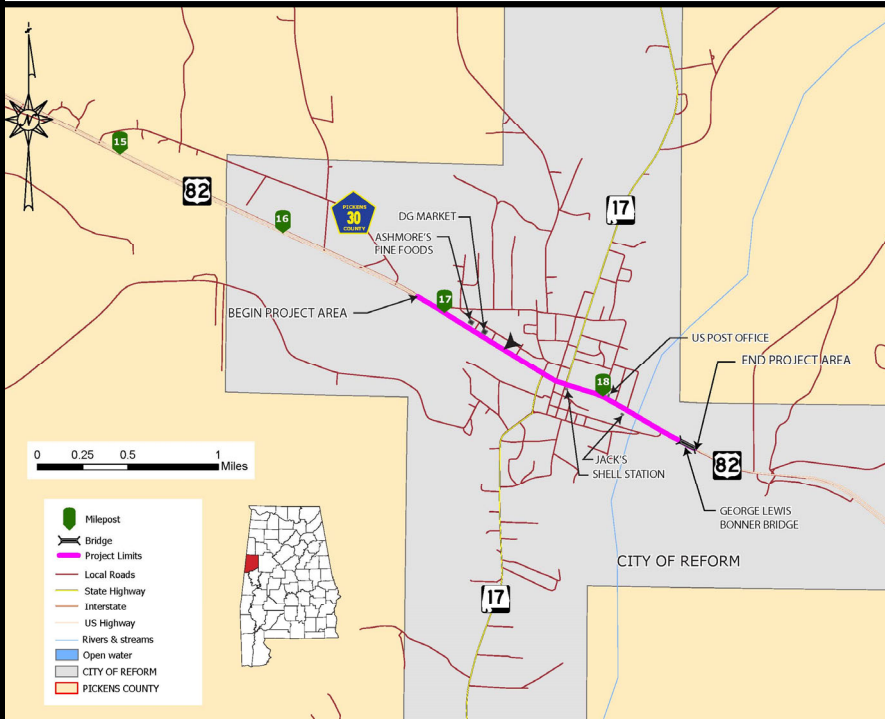 N
15
82
16
PICKENS
30
COUNTY
17
DG MARKET
ASHMORE'S
FINE FOODS
BEGIN PROJECT AREA
17
US POST OFFICE
END PROJECT AREA
18
82
JACK'S
SHELL STATION
GEORGE LEWIS
BONNER BRIDGE
CITY OF REFORM
17
0 0.25 0.5 1
Miles
Milepost
Bridge
Project Limits
Local Roads
State Highway
Interstate
US Highway
Rivers & streams
Open water
CITY OF REFORM
PICKENS COUNTY